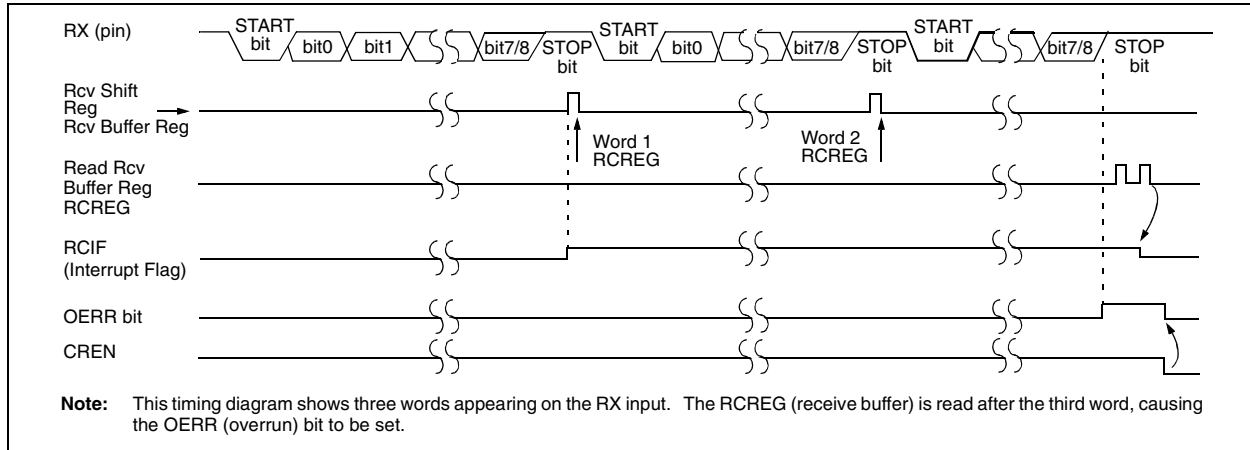 RX (pin)
START
bit
bit0
bit1
bit7/8
STOP
bit
START
bit
bit0
bit7/8
STOP
bit
START
bit
bit7/8
STOP
bit
Rcv Shift
Reg
Rcv Buffer Reg
Word 1
RCREG
Word 2
RCREG
Read Rcv
Buffer Reg
RCREG
RCIF
(Interrupt Flag)
OERR bit
CREN
Note: This timing diagram shows three words appearing on the RX input. The RCREG (receive buffer) is read after the third word, causing
the OERR (overrun) bit to be set.